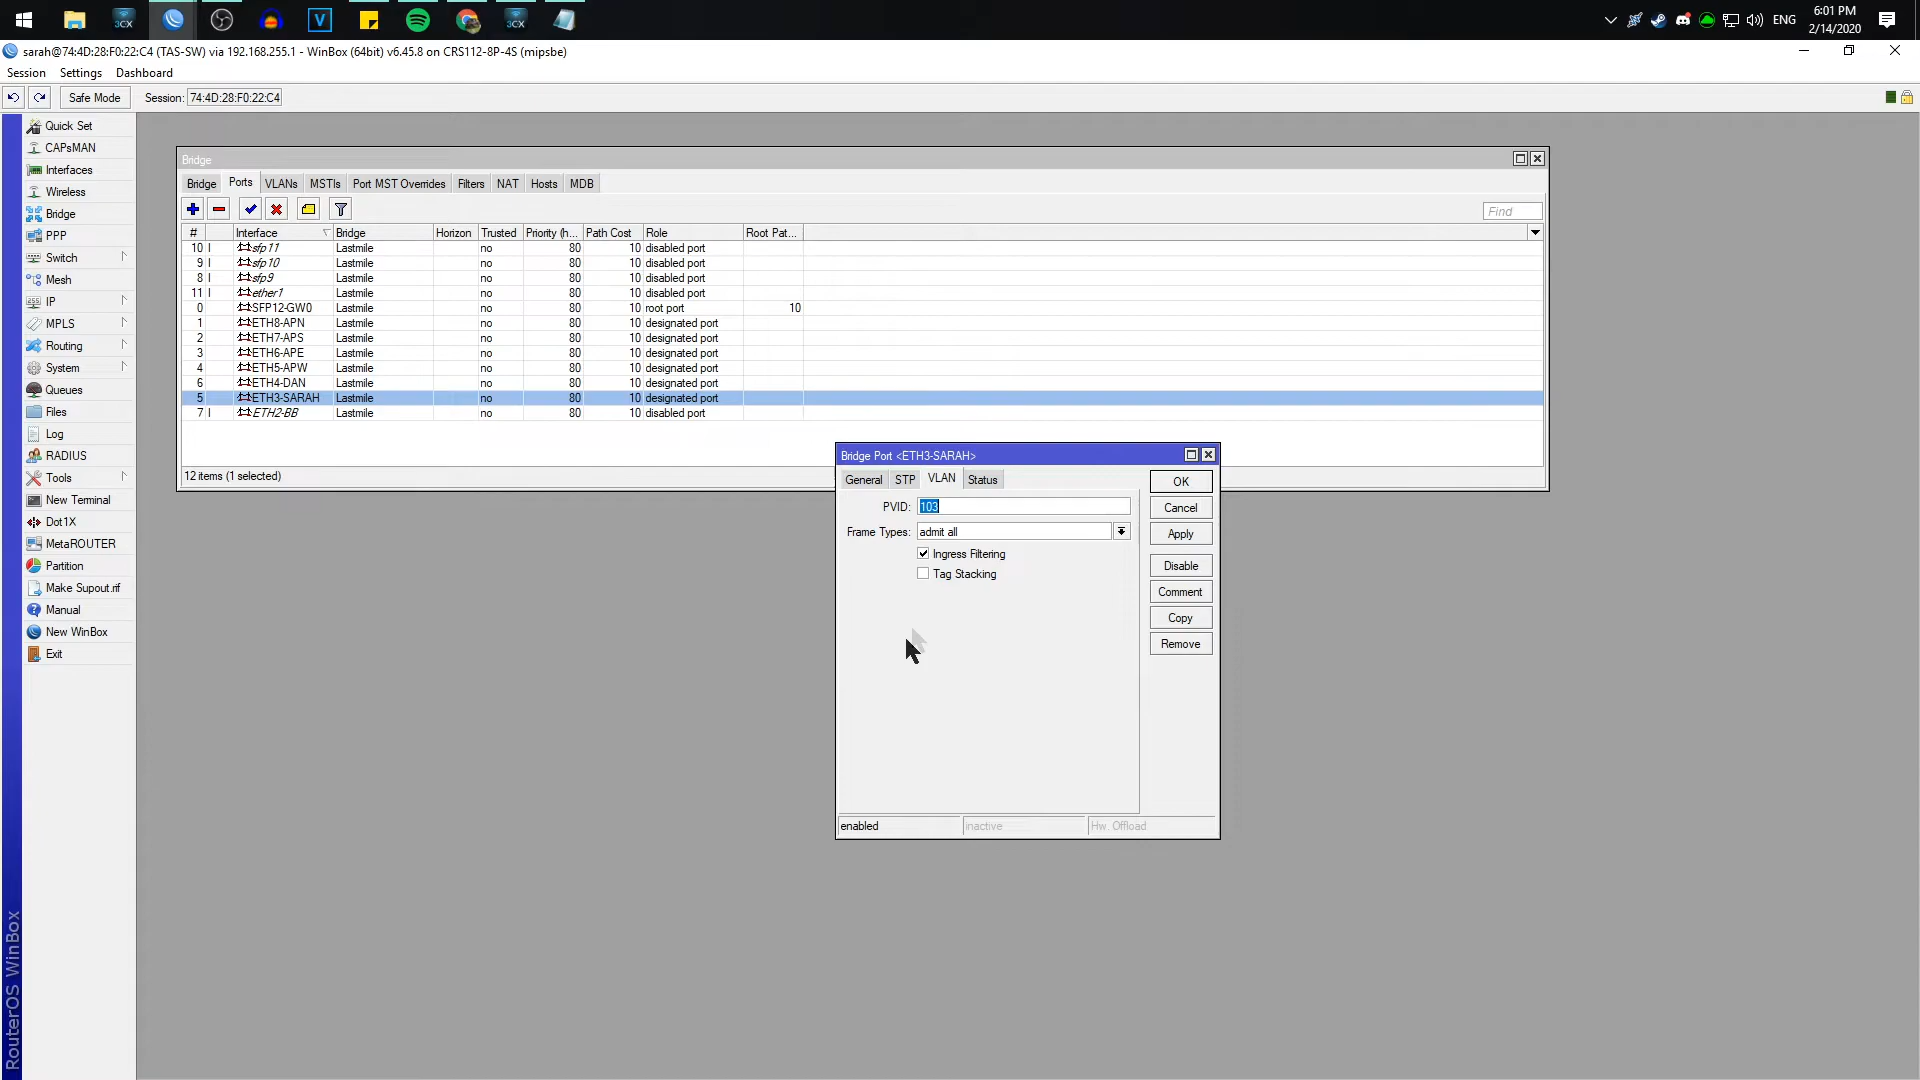 3CX
V
3CX
ENG
6:01 PM
2/14/2020
sarah@74:4D:28:F0:22:C4 (TAS-SW) via 192.168.255.1 - WinBox (64bit) v6.45.8 on CRS112-8P-4S (mipsbe)
Session Settings Dashboard
Safe Mode Session: 74:4D:28:F0:22:C4
Quick Set
CAPsMAN
Interfaces
Wireless
Bridge
PPP
Switch
Mesh
IP
MPLS
Routing
System
Queues
Files
Log
RADIUS
Tools
New Terminal
Dot1X
MetaROUTER
Partition
Make Supout.rif
Manual
New WinBox
Exit
RouterOS WinBox
Bridge
Bridge Ports VLANs MSTIs Port MST Overrides Filters NAT Hosts MDB
Find
# Interface Bridge Horizon Trusted Priority (h... Path Cost Role Root Pat...
10 I sfp11 Lastmile no 80 10 disabled port
9 I sfp10 Lastmile no 80 10 disabled port
8 I sfp9 Lastmile no 80 10 disabled port
11 I ether1 Lastmile no 80 10 disabled port
0 SFP12-GW0 Lastmile no 80 10 root port 10
1 ETH8-APN Lastmile no 80 10 designated port
2 ETH7-APS Lastmile no 80 10 designated port
3 ETH6-APE Lastmile no 80 10 designated port
4 ETH5-APW Lastmile no 80 10 designated port
6 ETH4-DAN Lastmile no 80 10 designated port
5 ETH3-SARAH Lastmile no 80 10 designated port
7 I ETH2-BB Lastmile no 80 10 disabled port
12 items (1 selected)
Bridge Port <ETH3-SARAH>
General STP VLAN Status
PVID: 103
Frame Types: admit all
Ingress Filtering
Tag Stacking
OK
Cancel
Apply
Disable
Comment
Copy
Remove
enabled inactive Hw. Offload